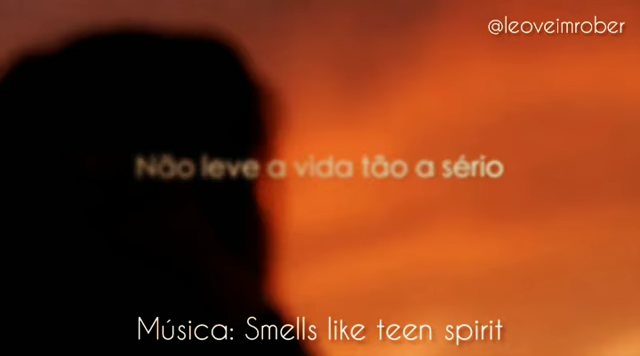 @leoveimrober
Não leve a vida tão a sério
Música: Smells like teen spirit